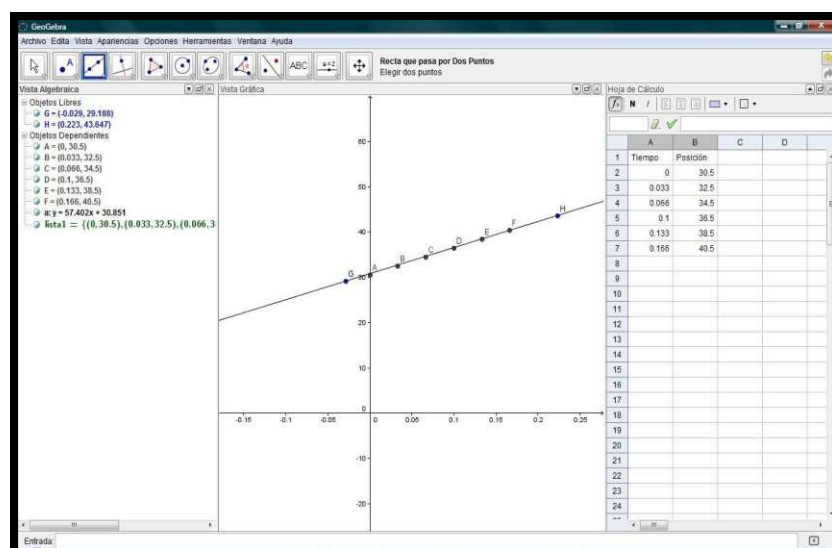 GeoGebra
Archivo Edita Vista Apariencias Opciones Herramientas Ventana Ayuda
ABC
a=2
Recta que pasa por Dos Puntos
Elegir dos puntos
Vista Algebraica
Objetos Libres
G = (-0.029, 29.188)
H = (0.223, 43.647)
Objetos Dependientes
A = (0, 30.5)
B = (0.033, 32.5)
C = (0.066, 34.5)
D = (0.1, 36.5)
E = (0.133, 38.5)
F = (0.166, 40.5)
a: y = 57.402x + 30.851
lista1 = {(0,30.5),(0.033,32.5),(0.066,3
Vista Gráfica
60
50
40
30
20
10
0
-10
-20
-0.15 -0.1 -0.05 0 0.05 0.1 0.15 0.2 0.25
G A B C D E F H
Hoja de Cálculo
N I
A B C D
1 Tiempo Posición
2 0 30.5
3 0.033 32.5
4 0.066 34.5
5 0.1 36.5
6 0.133 38.5
7 0.166 40.5
8
9
10
11
12
13
14
15
16
17
18
19
20
21
22
23
24
Entrada: